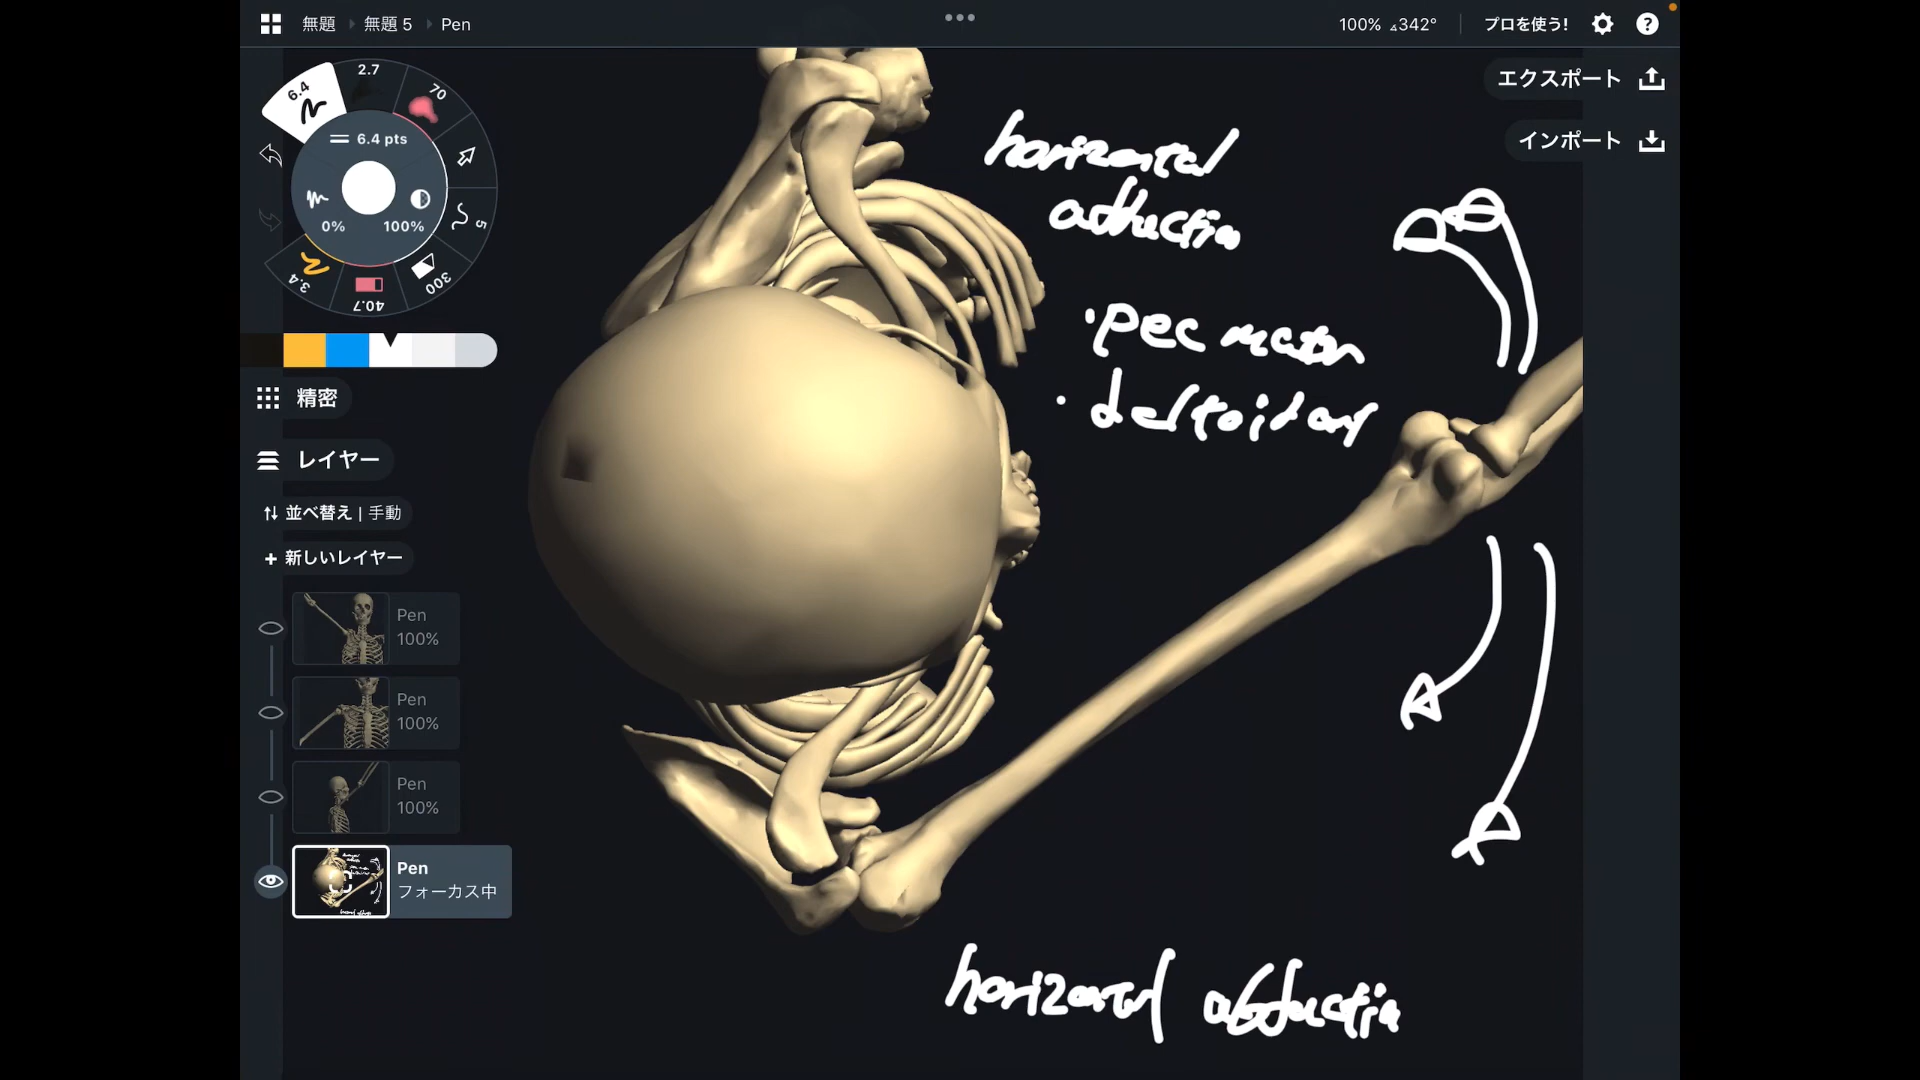 無題 無題 5 Pen
100% ⊿342° プロを使う!
エクスポート
インポート
6.4
2.7
70
5
300
40.7
3.4
6.4 pts
0% 100%
精密
レイヤー
並べ替え | 手動
+ 新しいレイヤー
Pen
100%
Pen
100%
Pen
100%
Pen
フォーカス中
horizontal
adduction
・pec
・deltoid
horizontal abduction